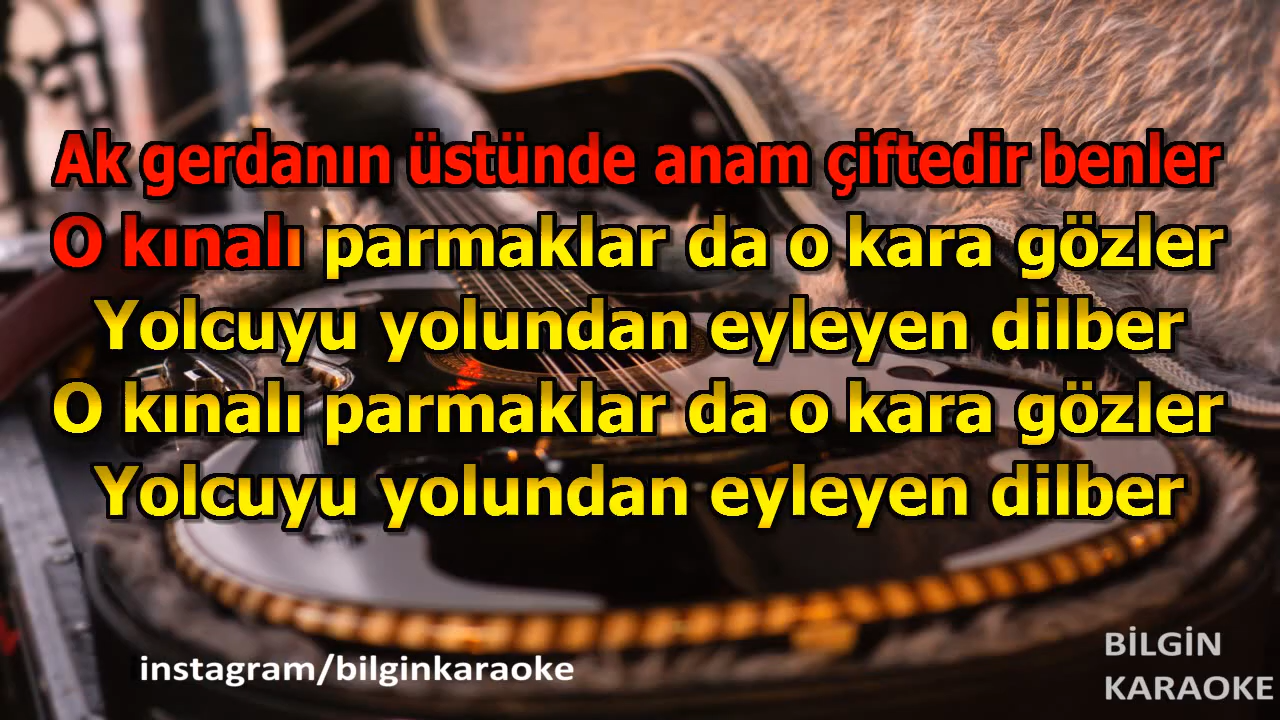 Ak gerdanın üstünde anam çiftedir benler
O kınalı parmaklar da o kara gözler
Yolcuyu yolundan eyleyen dilber
O kınalı parmaklar da o kara gözler
Yolcuyu yolundan eyleyen dilber
instagram/bilginkaraoke
BİLGİN
KARAOKE